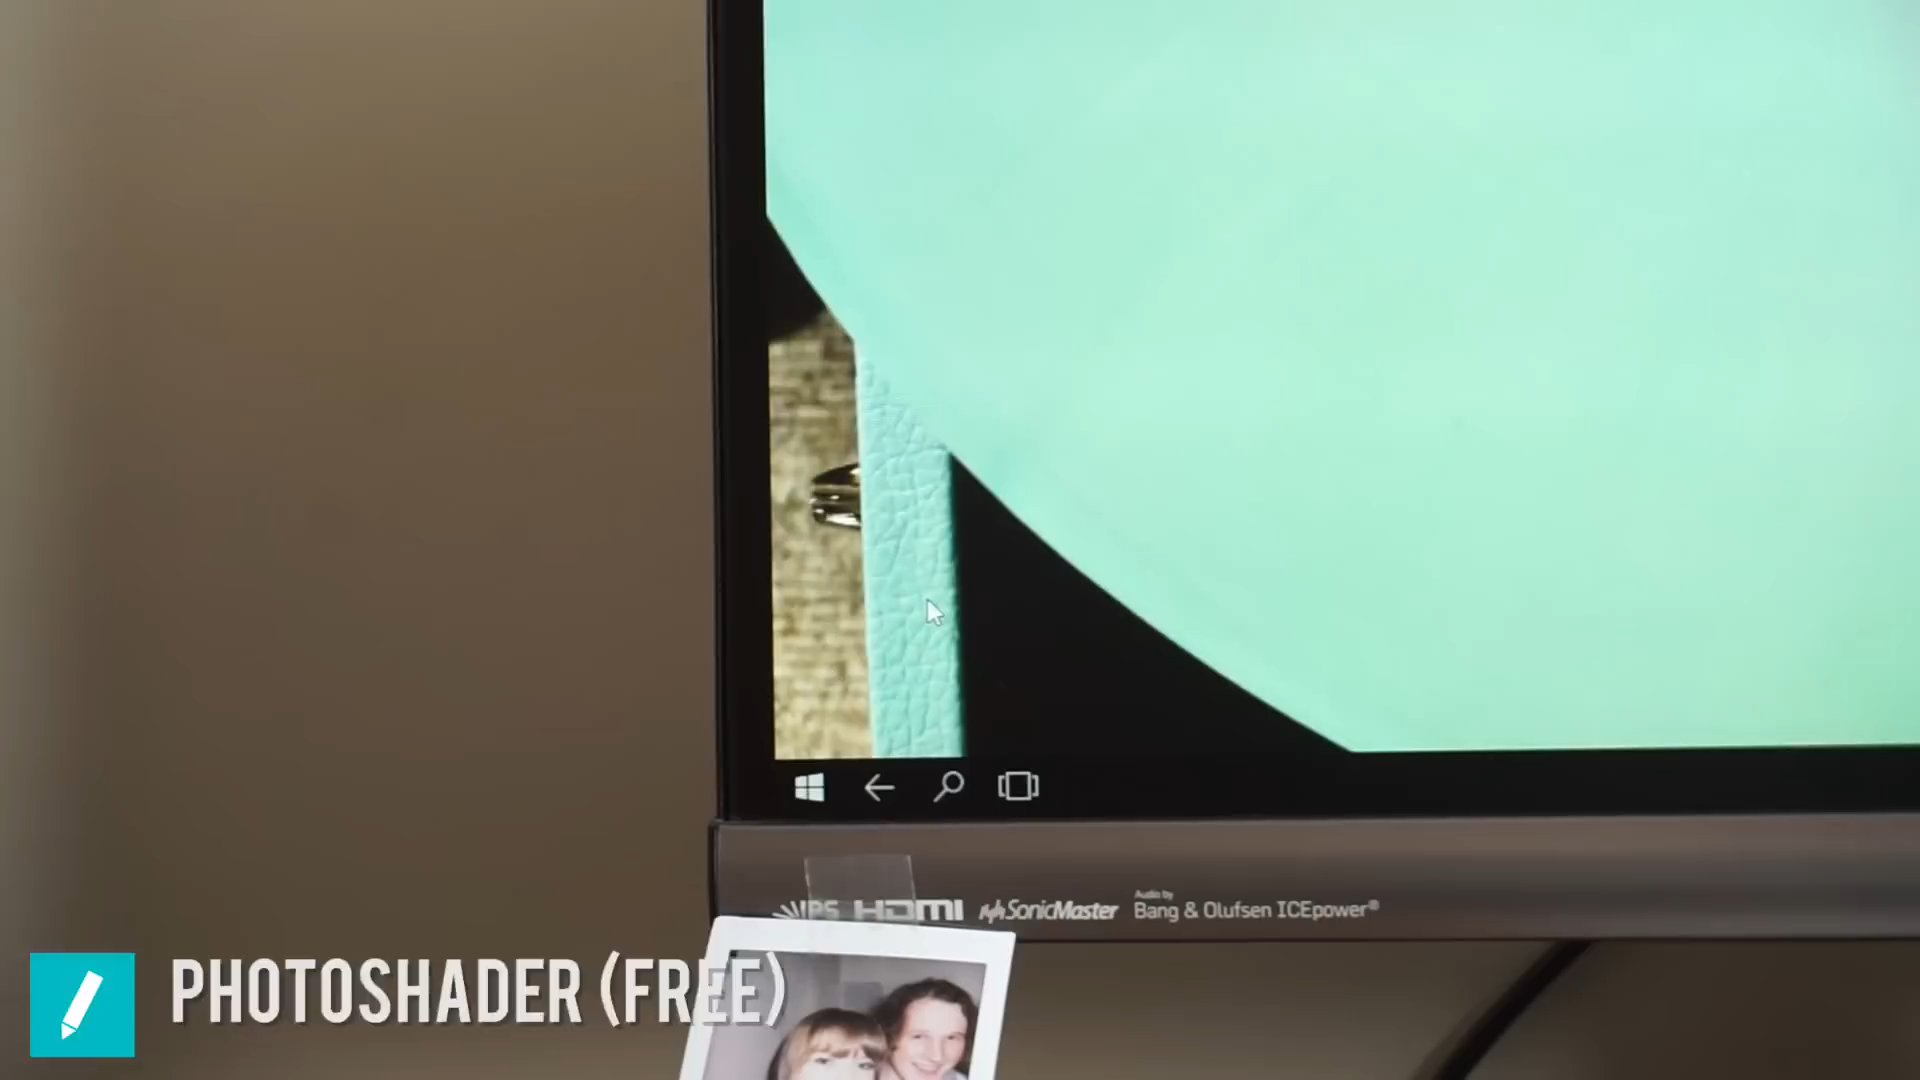 IPS HDMI SonicMaster Audio by Bang & Olufsen ICEpower®
PHOTOSHADER (FREE)